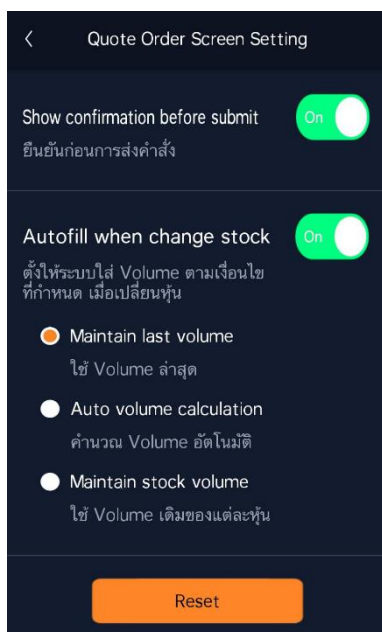 Quote Order Screen Setting
Show confirmation before submit
On
ยืนยันก่อนการส่งคำสั่ง
Autofill when change stock
On
ตั้งให้ระบบใส่ Volume ตามเงื่อนไข
ที่กำหนด เมื่อเปลี่ยนหุ้น
Maintain last volume
ใช้ Volume ล่าสุด
Auto volume calculation
คำนวณ Volume อัตโนมัติ
Maintain stock volume
ใช้ Volume เดิมของแต่ละหุ้น
Reset